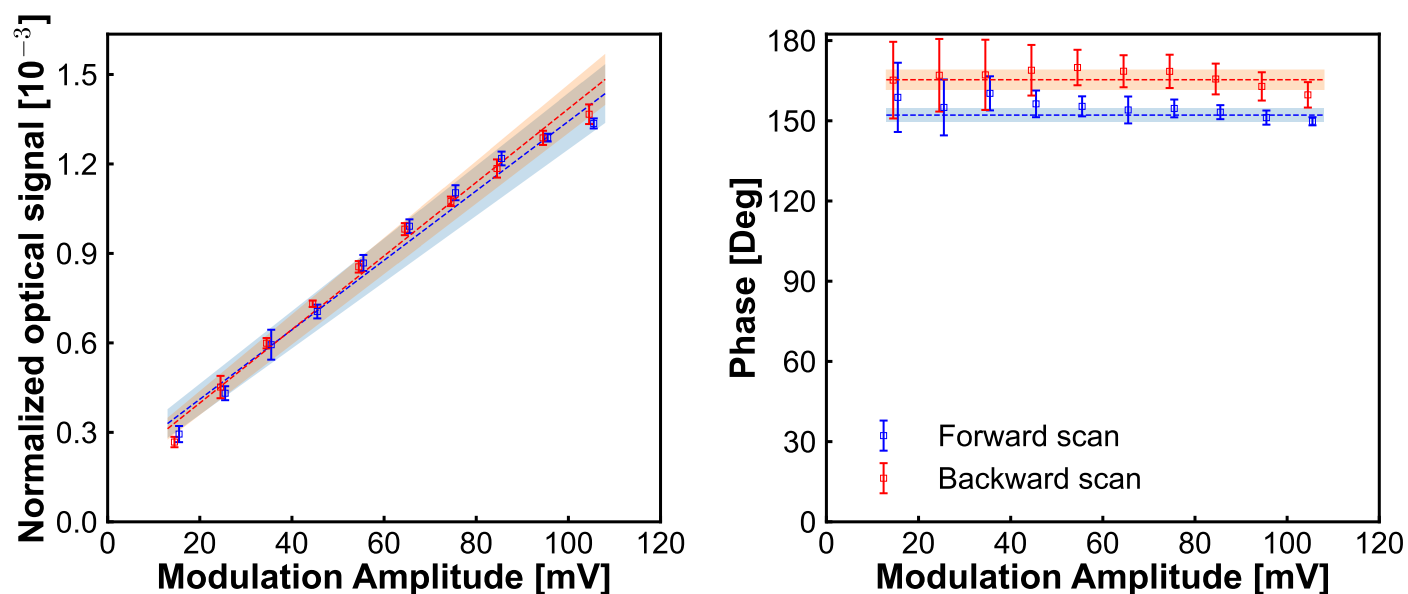 Normalized optical signal [10⁻³]
1.5
1.2
0.9
0.6
0.3
0.0
0 20 40 60 80 100 120
Modulation Amplitude [mV]
Phase [Deg]
180
150
120
90
60
30
0
Forward scan
Backward scan
0 20 40 60 80 100 120
Modulation Amplitude [mV]